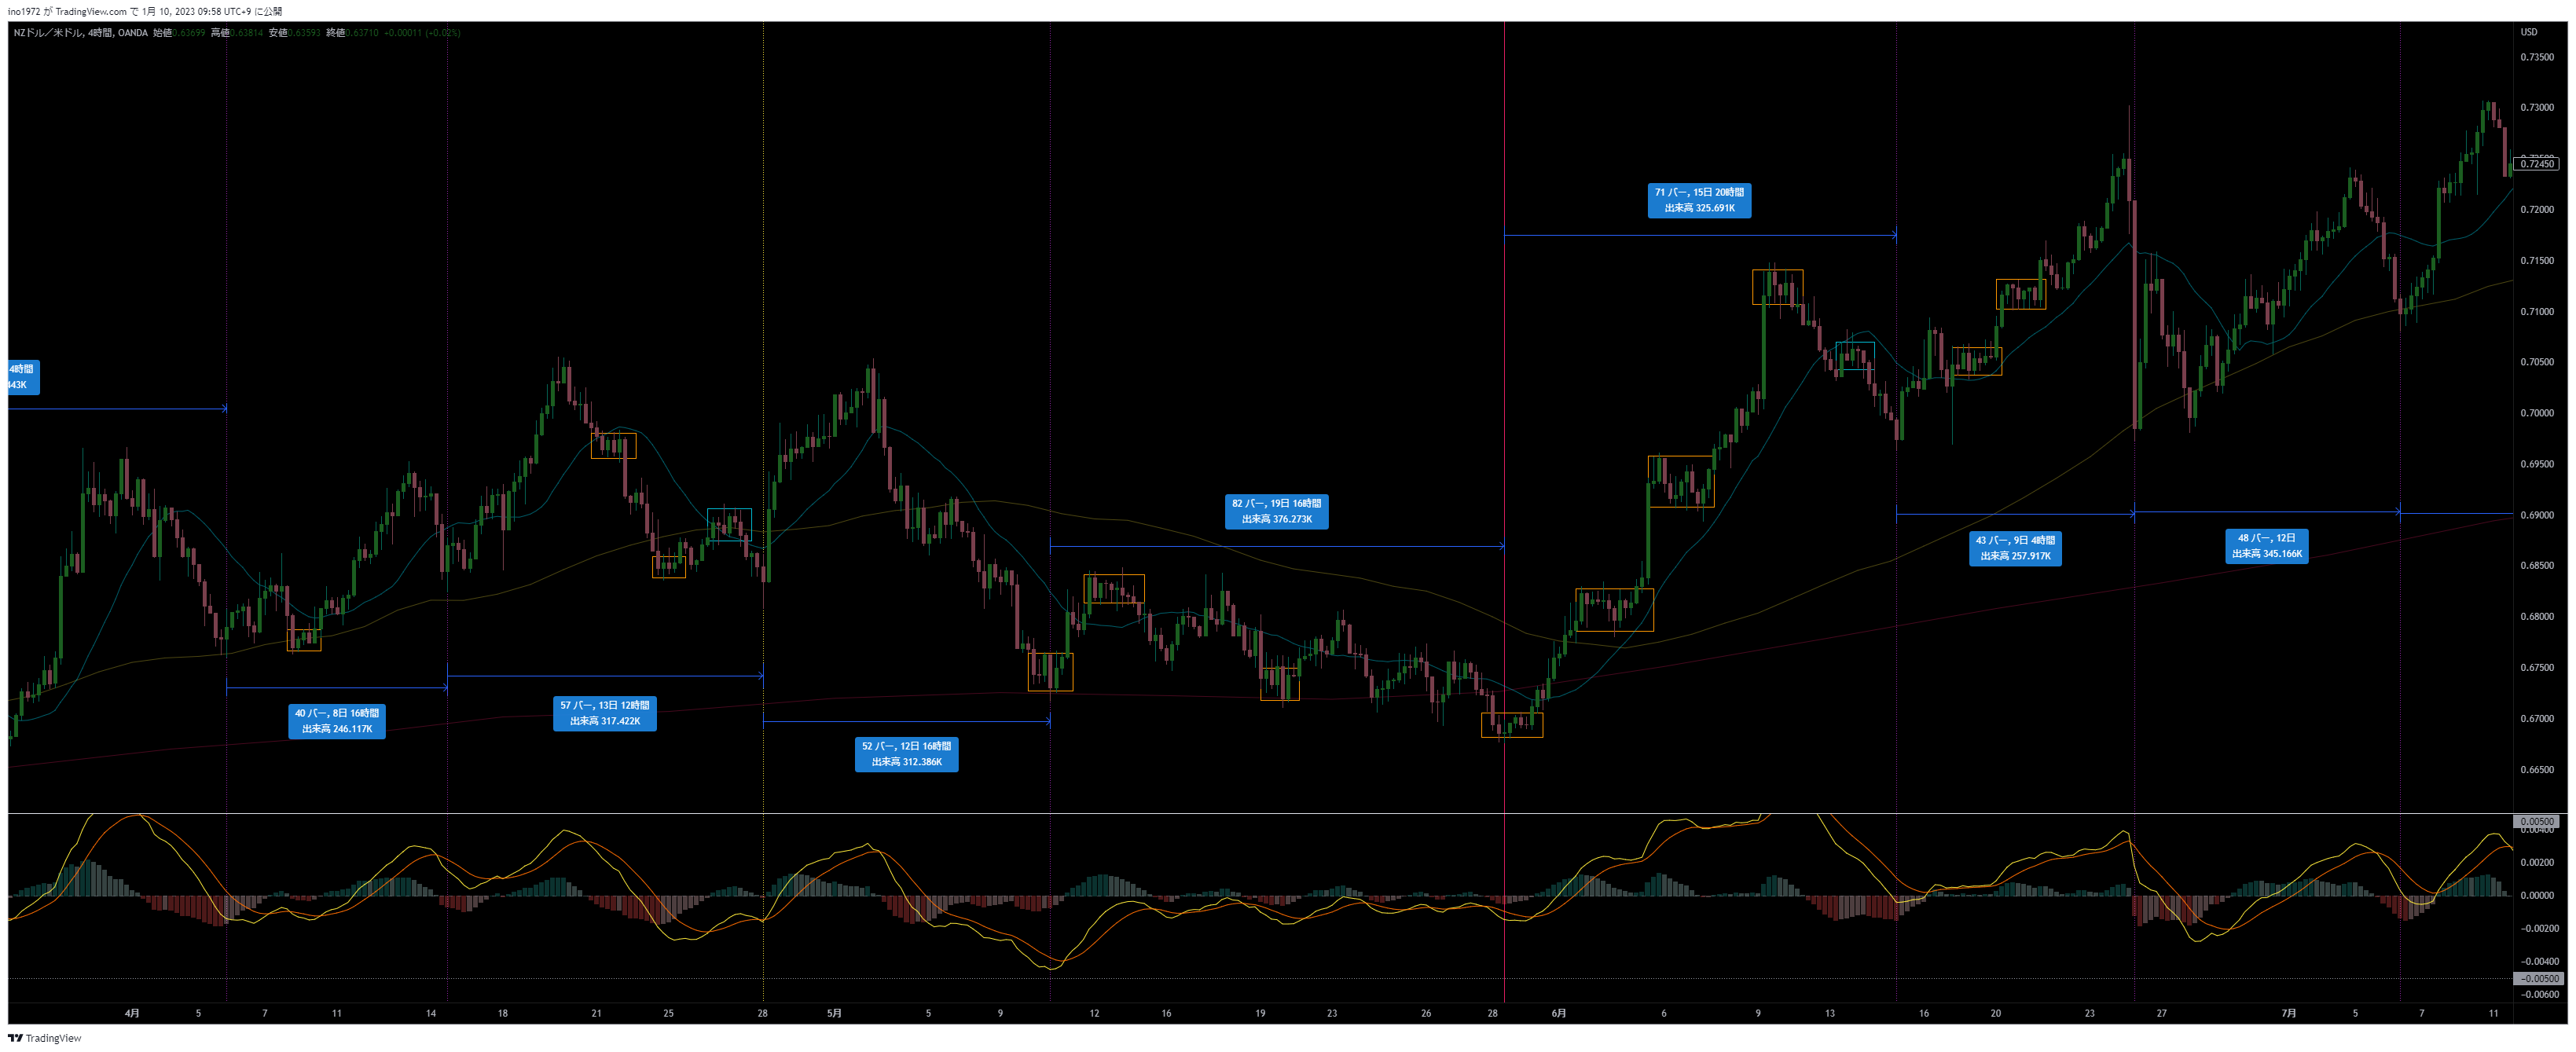 ino1972 が TradingView.com で 1月 10, 2023 09:58 UTC+9 に公開
NZドル／米ドル, 4時間, OANDA 始値0.63699 高値0.63814 安値0.63593 終値0.63710 +0.00011 (+0.02%)
USD
0.73500
0.73000
0.72450
0.72000
0.71500
0.71000
0.70500
0.70000
0.69500
0.69000
0.68500
0.68000
0.67500
0.67000
0.66500
71 バー, 15日 20時間
出来高 325.691K
4時間
443K
82 バー, 19日 16時間
出来高 376.273K
43 バー, 9日 4時間
出来高 257.917K
48 バー, 12日
出来高 345.166K
40 バー, 8日 16時間
出来高 246.117K
57 バー, 13日 12時間
出来高 317.422K
52 バー, 12日 16時間
出来高 312.386K
0.00500
0.00400
0.00200
0.00000
−0.00200
−0.00400
−0.00500
−0.00600
4月 5 7 11 14 18 21 25 28 5月 5 9 12 16 19 23 26 28 6月 6 9 13 16 20 23 27 7月 5 7 11
TradingView